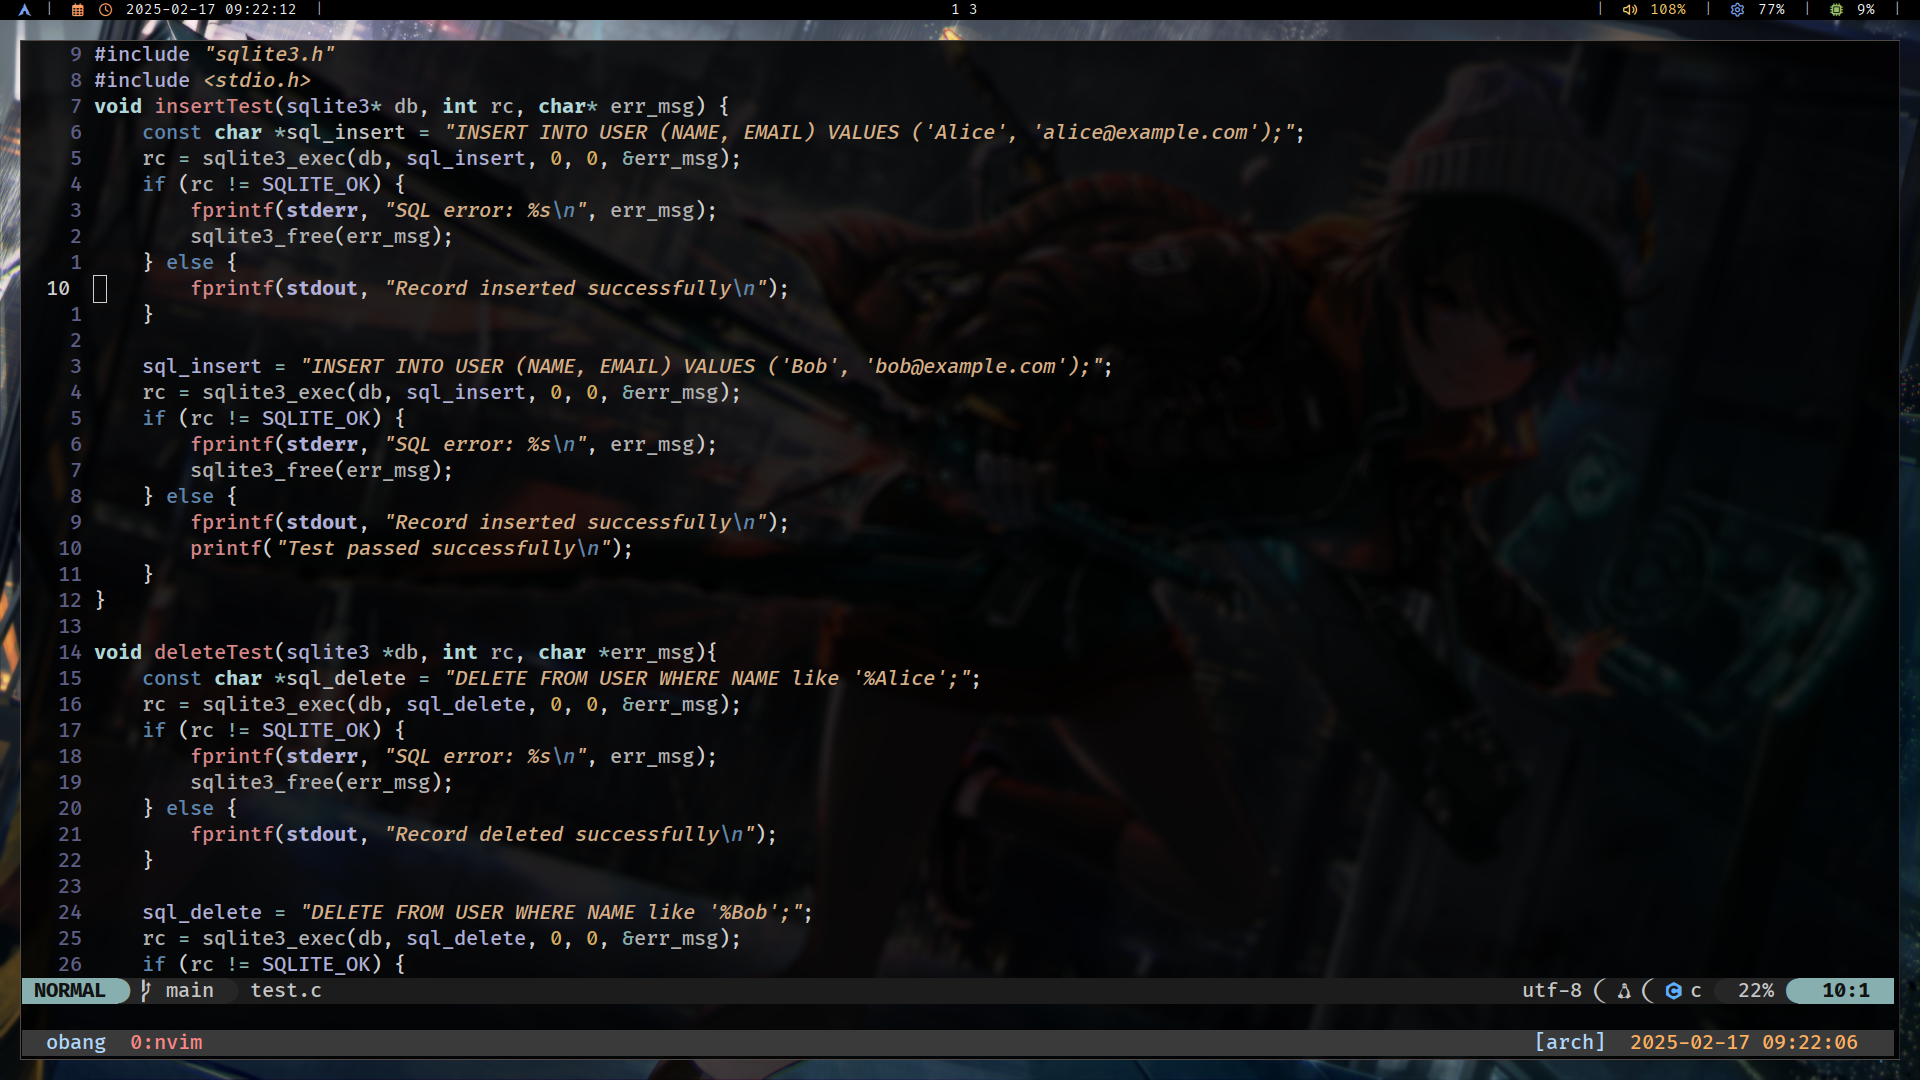 2025-02-17 09:22:12 1 3 108% 77% 9%
9 #include "sqlite3.h"
8 #include <stdio.h>
7 void insertTest(sqlite3* db, int rc, char* err_msg) {
6     const char *sql_insert = "INSERT INTO USER (NAME, EMAIL) VALUES ('Alice', 'alice@example.com');";
5     rc = sqlite3_exec(db, sql_insert, 0, 0, &err_msg);
4     if (rc != SQLITE_OK) {
3         fprintf(stderr, "SQL error: %s\n", err_msg);
2         sqlite3_free(err_msg);
1     } else {
10         fprintf(stdout, "Record inserted successfully\n");
1     }
2
3     sql_insert = "INSERT INTO USER (NAME, EMAIL) VALUES ('Bob', 'bob@example.com');";
4     rc = sqlite3_exec(db, sql_insert, 0, 0, &err_msg);
5     if (rc != SQLITE_OK) {
6         fprintf(stderr, "SQL error: %s\n", err_msg);
7         sqlite3_free(err_msg);
8     } else {
9         fprintf(stdout, "Record inserted successfully\n");
10         printf("Test passed successfully\n");
11     }
12 }
13
14 void deleteTest(sqlite3 *db, int rc, char *err_msg){
15     const char *sql_delete = "DELETE FROM USER WHERE NAME like '%Alice';";
16     rc = sqlite3_exec(db, sql_delete, 0, 0, &err_msg);
17     if (rc != SQLITE_OK) {
18         fprintf(stderr, "SQL error: %s\n", err_msg);
19         sqlite3_free(err_msg);
20     } else {
21         fprintf(stdout, "Record deleted successfully\n");
22     }
23
24     sql_delete = "DELETE FROM USER WHERE NAME like '%Bob';";
25     rc = sqlite3_exec(db, sql_delete, 0, 0, &err_msg);
26     if (rc != SQLITE_OK) {
NORMAL main test.c utf-8 c 22% 10:1
obang 0:nvim [arch] 2025-02-17 09:22:06